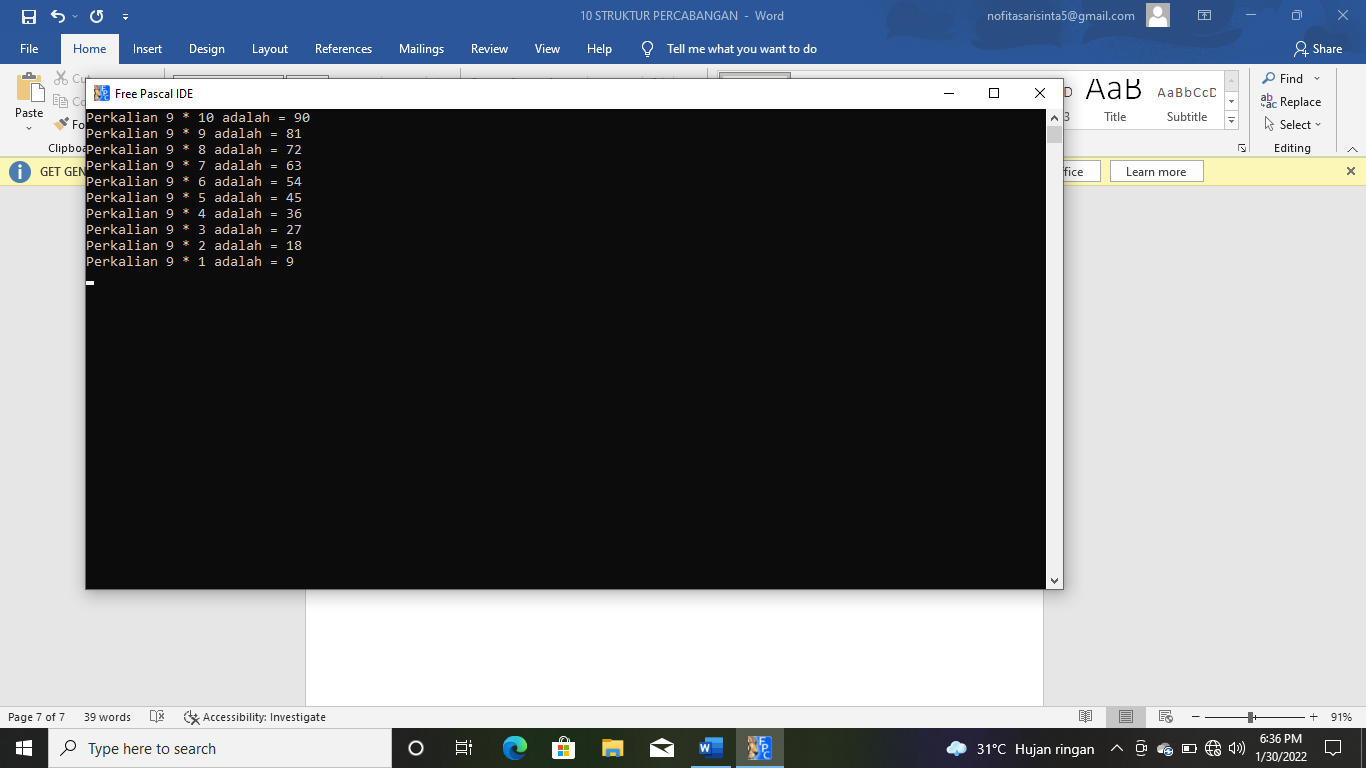 10 STRUKTUR PERCABANGAN - Word
nofitasarisinta5@gmail.com
File Home Insert Design Layout References Mailings Review View Help Tell me what you want to do Share
Paste
Clipboa
AaB AaBbCcD
3 Title Subtitle
Find
Replace
Select
Editing
GET GEN
ffice Learn more
Free Pascal IDE
Perkalian 9 * 10 adalah = 90
Perkalian 9 * 9 adalah = 81
Perkalian 9 * 8 adalah = 72
Perkalian 9 * 7 adalah = 63
Perkalian 9 * 6 adalah = 54
Perkalian 9 * 5 adalah = 45
Perkalian 9 * 4 adalah = 36
Perkalian 9 * 3 adalah = 27
Perkalian 9 * 2 adalah = 18
Perkalian 9 * 1 adalah = 9
Page 7 of 7 39 words Accessibility: Investigate 91%
Type here to search
31°C Hujan ringan
6:36 PM
1/30/2022